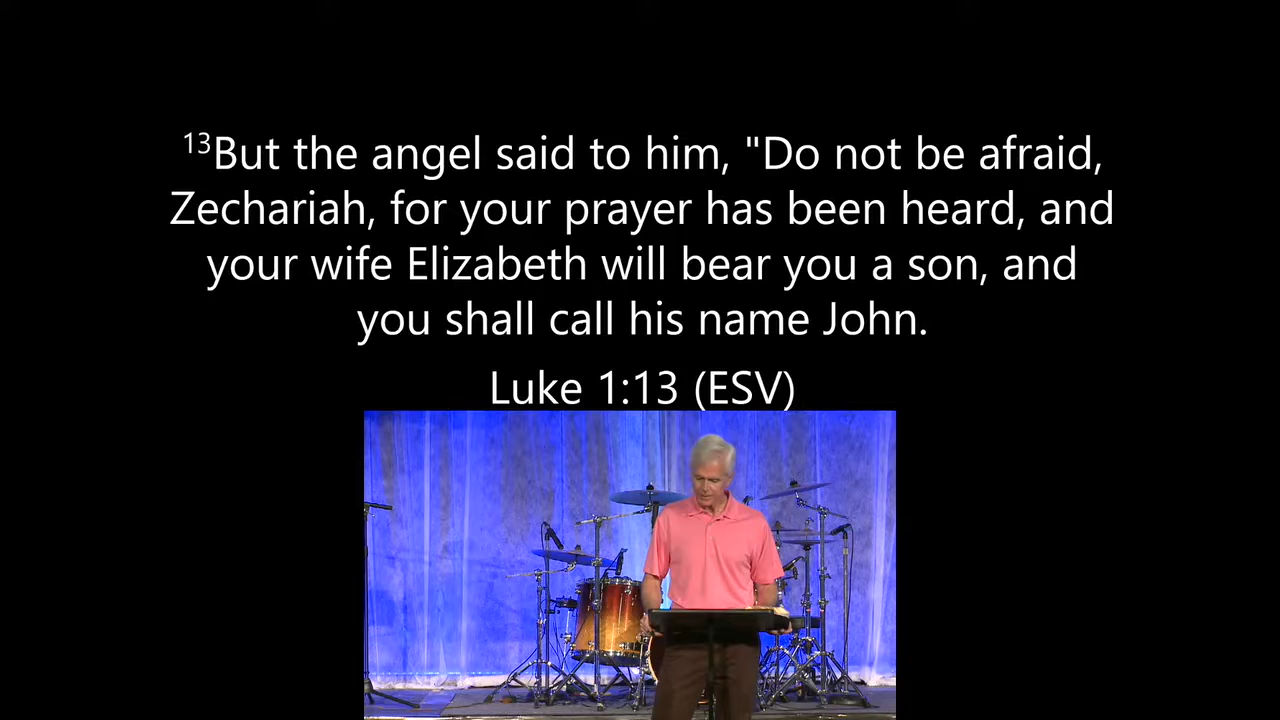 13But the angel said to him, "Do not be afraid,
Zechariah, for your prayer has been heard, and
your wife Elizabeth will bear you a son, and
you shall call his name John.
Luke 1:13 (ESV)